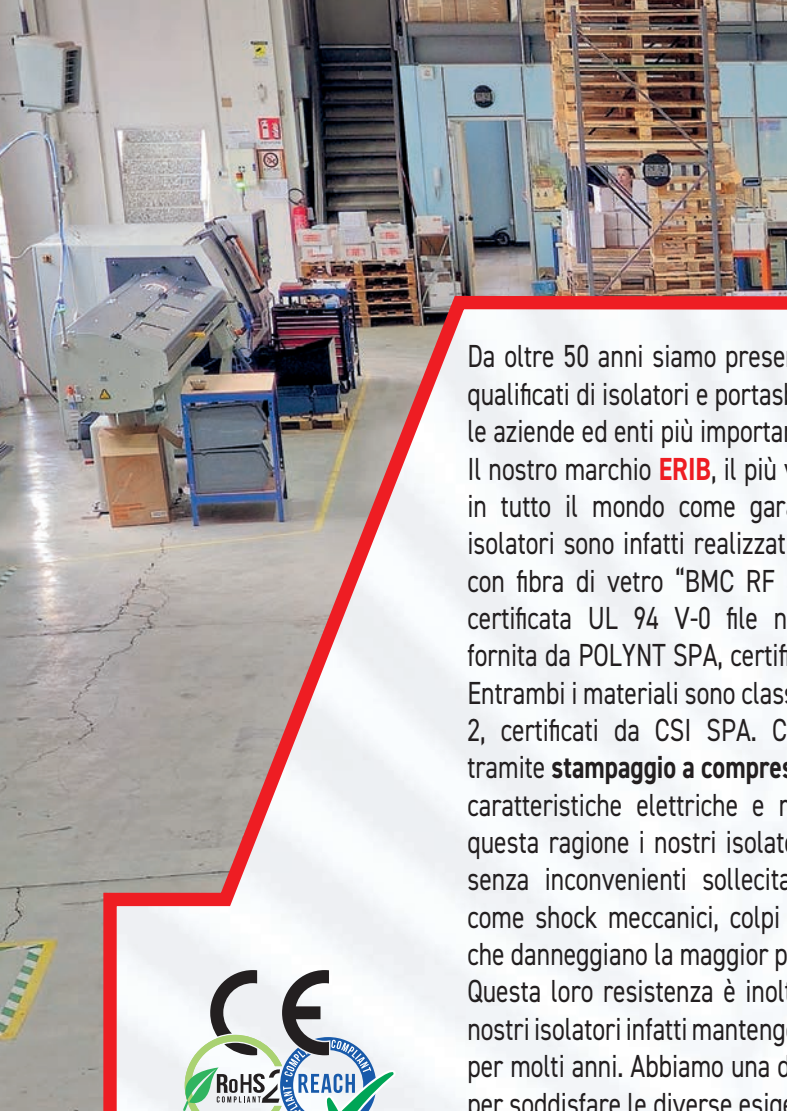 Da oltre 50 anni siamo presen
qualificati di isolatori e portasb
le aziende ed enti più importan
Il nostro marchio ERIB, il più v
in tutto il mondo come gara
isolatori sono infatti realizzat
con fibra di vetro “BMC RF
certificata UL 94 V-0 file n
fornita da POLYNT SPA, certifi
Entrambi i materiali sono class
2, certificati da CSI SPA. C
tramite stampaggio a compres
caratteristiche elettriche e m
questa ragione i nostri isolato
senza inconvenienti sollecita
come shock meccanici, colpi
che danneggiano la maggior p
Questa loro resistenza è inolt
nostri isolatori infatti mantengo
per molti anni. Abbiamo una d
per soddisfare le diverse esige
CE
RoHS2
COMPLIANT
REACH
COMPLIANT